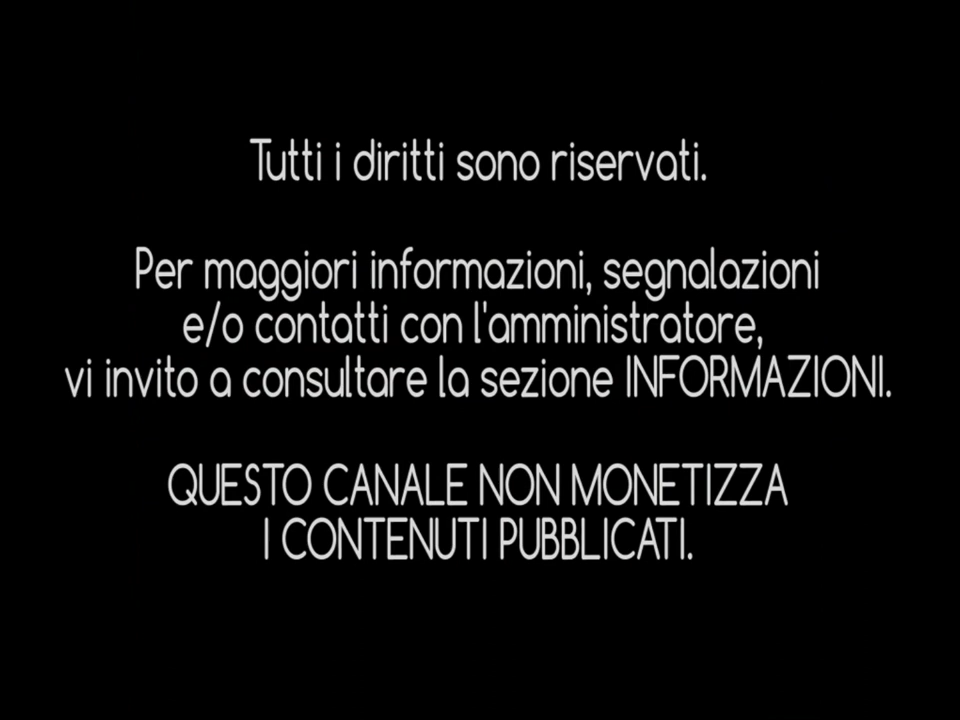 Tutti i diritti sono riservati.
Per maggiori informazioni, segnalazioni
e/o contatti con l'amministratore,
vi invito a consultare la sezione INFORMAZIONI.
QUESTO CANALE NON MONETIZZA
I CONTENUTI PUBBLICATI.